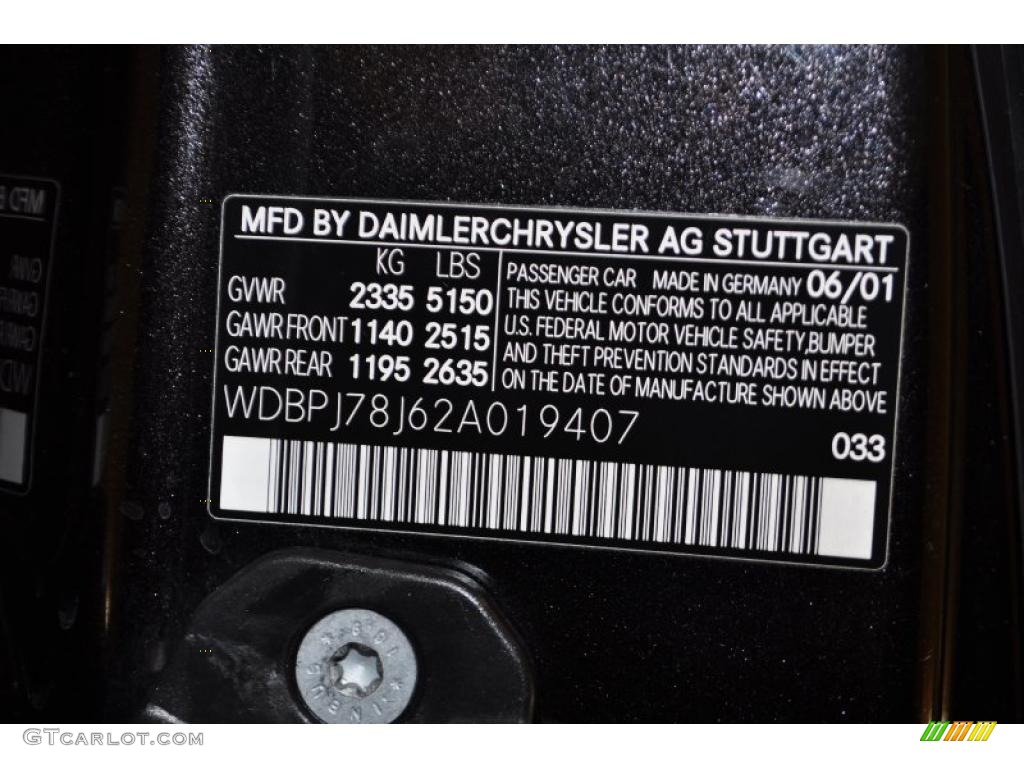 MFD BY DAIMLERCHRYSLER AG STUTTGART
KG LBS
GVWR 2335 5150
GAWR FRONT 1140 2515
GAWR REAR 1195 2635
PASSENGER CAR MADE IN GERMANY 06/01
THIS VEHICLE CONFORMS TO ALL APPLICABLE
U.S. FEDERAL MOTOR VEHICLE SAFETY,BUMPER
AND THEFT PREVENTION STANDARDS IN EFFECT
ON THE DATE OF MANUFACTURE SHOWN ABOVE
WDBPJ78J62A019407
033
GTCARLOT.COM